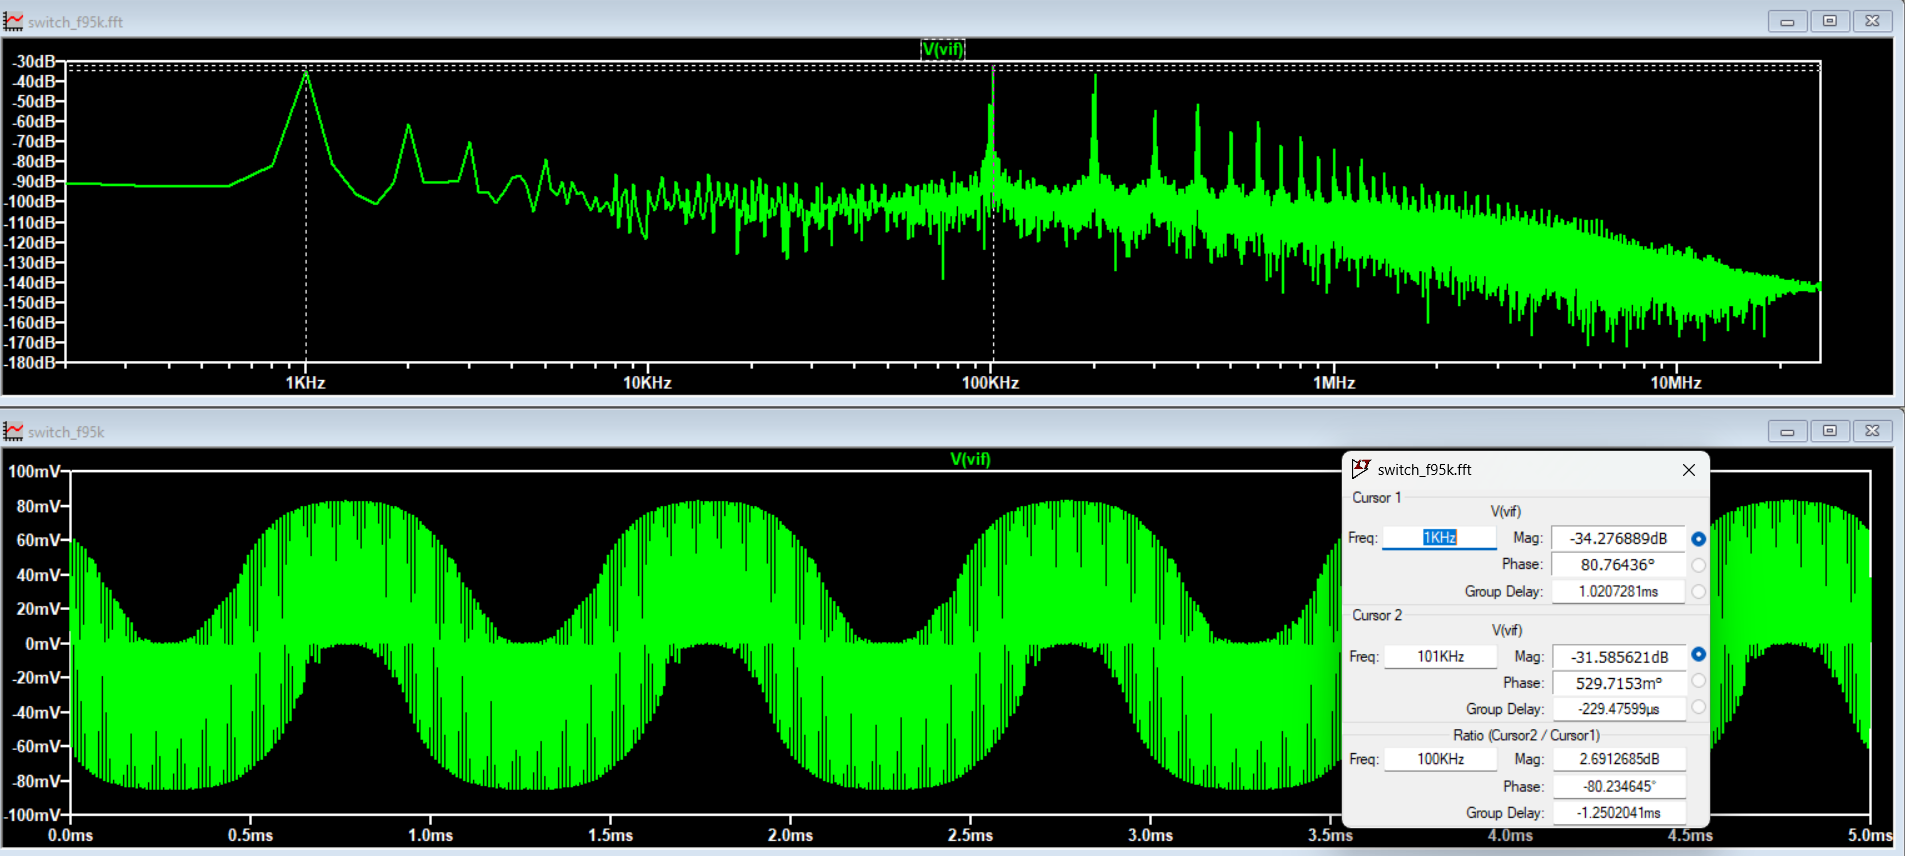 switch_f95k.fft
V(vif)
-30dB
-40dB
-50dB
-60dB
-70dB
-80dB
-90dB
-100dB
-110dB
-120dB
-130dB
-140dB
-150dB
-160dB
-170dB
-180dB
1KHz 10KHz 100KHz 1MHz 10MHz
switch_f95k
V(vif)
100mV
80mV
60mV
40mV
20mV
0mV
-20mV
-40mV
-60mV
-80mV
-100mV
0.0ms 0.5ms 1.0ms 1.5ms 2.0ms 2.5ms 3.0ms 3.5ms 4.0ms 4.5ms 5.0ms
switch_f95k.fft
Cursor 1
V(vif)
Freq: 1KHz Mag: -34.276889dB
Phase: 80.76436°
Group Delay: 1.0207281ms
Cursor 2
V(vif)
Freq: 101KHz Mag: -31.585621dB
Phase: 529.7153m°
Group Delay: -229.47599µs
Ratio (Cursor2 / Cursor1)
Freq: 100KHz Mag: 2.6912685dB
Phase: -80.234645°
Group Delay: -1.2502041ms